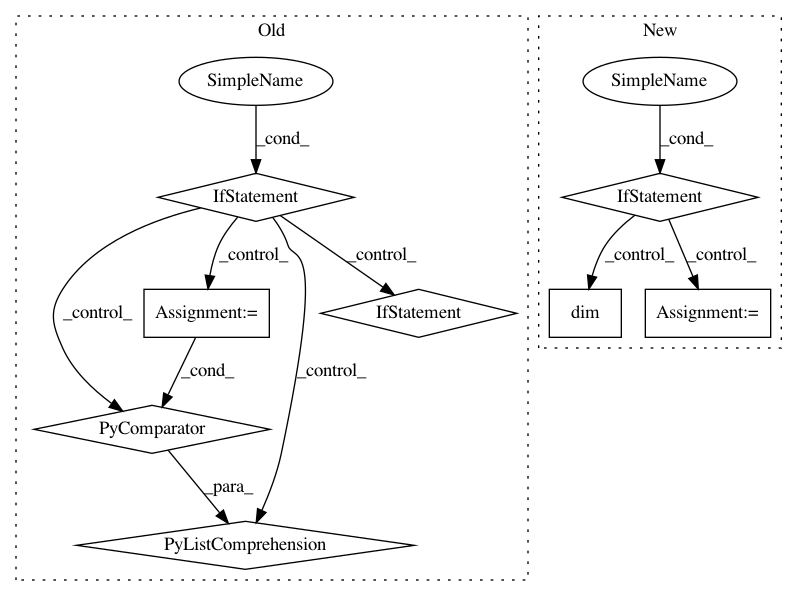 Old
New
SimpleName
SimpleName
_cond_
_cond_
IfStatement
IfStatement
_control_
_control_
_control_
_control_
_control_
_control_
Assignment:=
IfStatement
dim
Assignment:=
_cond_
PyComparator
_para_
PyListComprehension